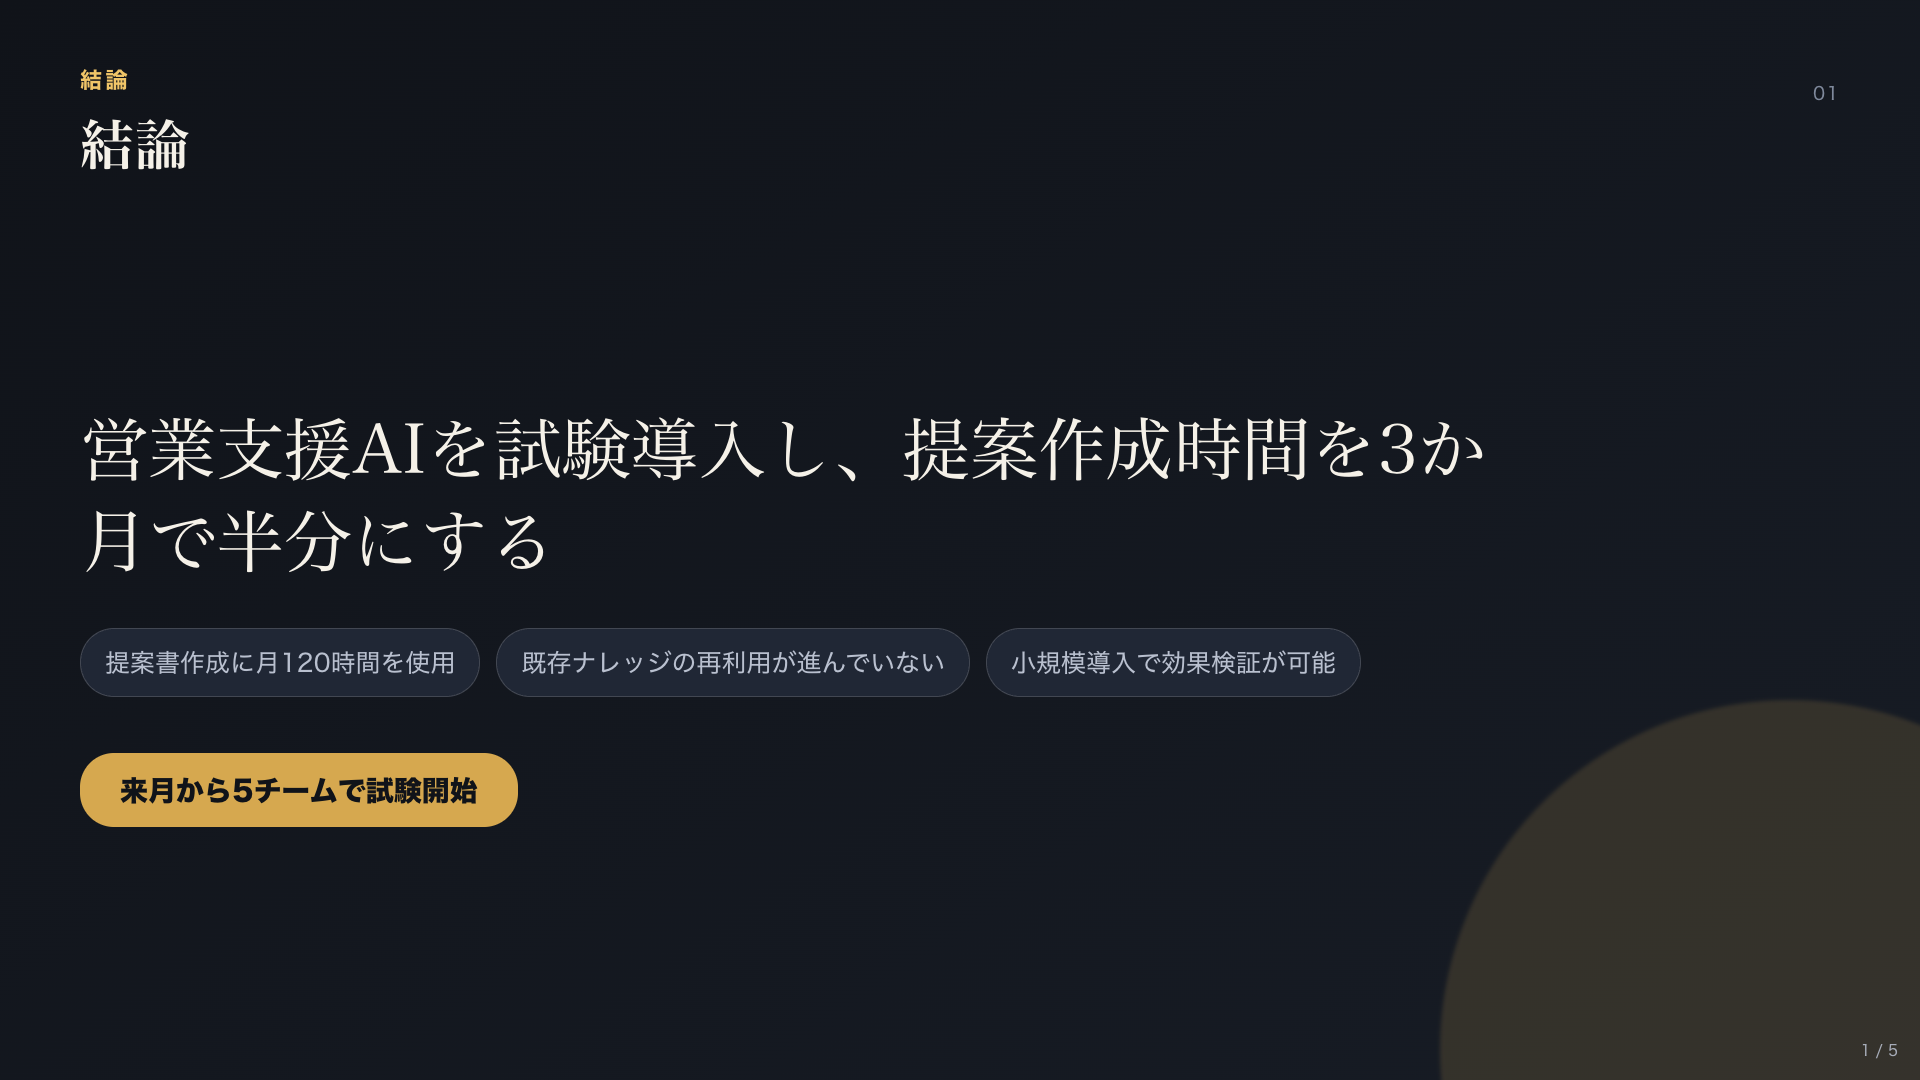 結論
01
結論
営業支援AIを試験導入し、提案作成時間を3か
月で半分にする
提案書作成に月120時間を使用
既存ナレッジの再利用が進んでいない
小規模導入で効果検証が可能
来月から5チームで試験開始
1 / 5